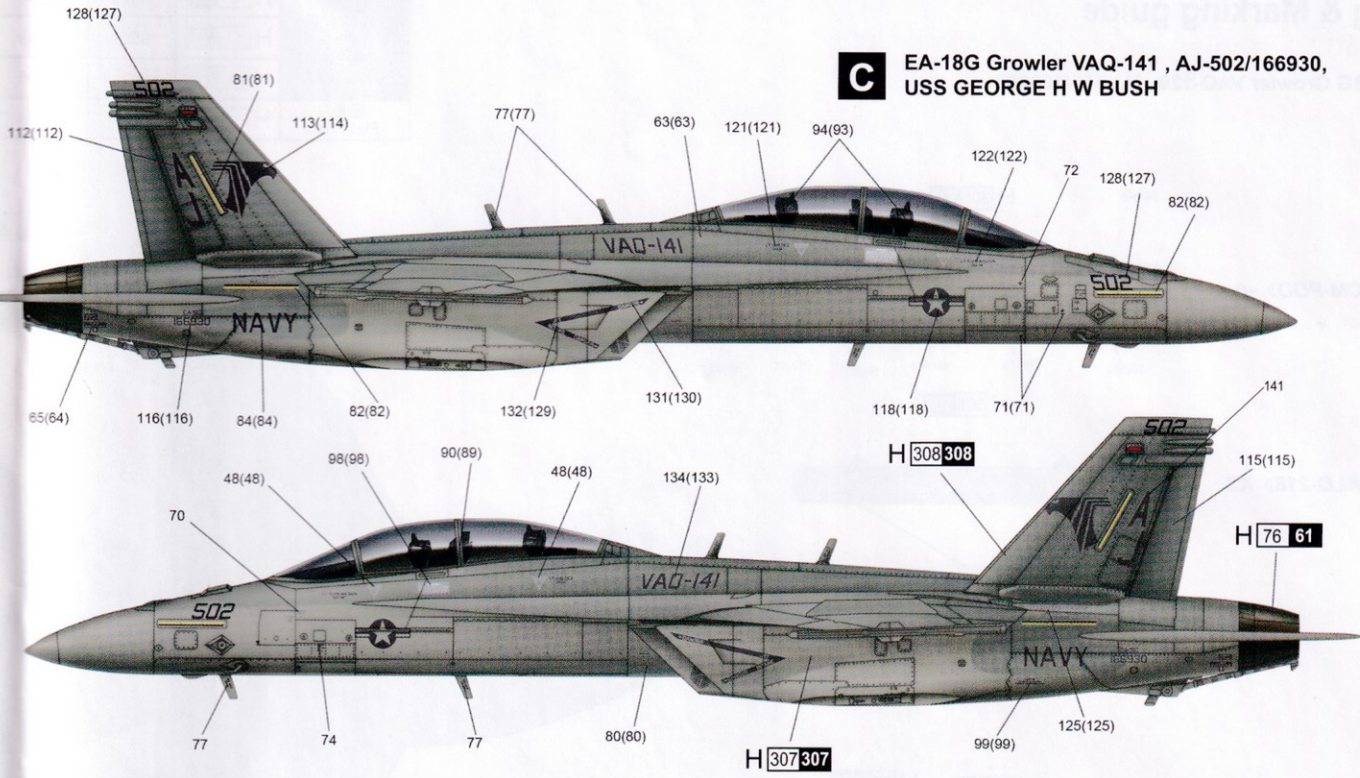 128(127)
81(81)
112(112)
113(114)
77(77)
63(63)
121(121)
94(93)
122(122)
72
128(127)
82(82)
C
EA-18G Growler VAQ-141 , AJ-502/166930,
USS GEORGE H W BUSH
502
A
J
VAQ-141
502
166930
NAVY
65(64)
116(116)
84(84)
82(82)
132(129)
131(130)
118(118)
71(71)
141
H 308 308
115(115)
H 76 61
90(89)
98(98)
48(48)
48(48)
134(133)
70
502
A
J
502
VAQ-141
NAVY
166930
77
74
77
80(80)
H 307 307
99(99)
125(125)